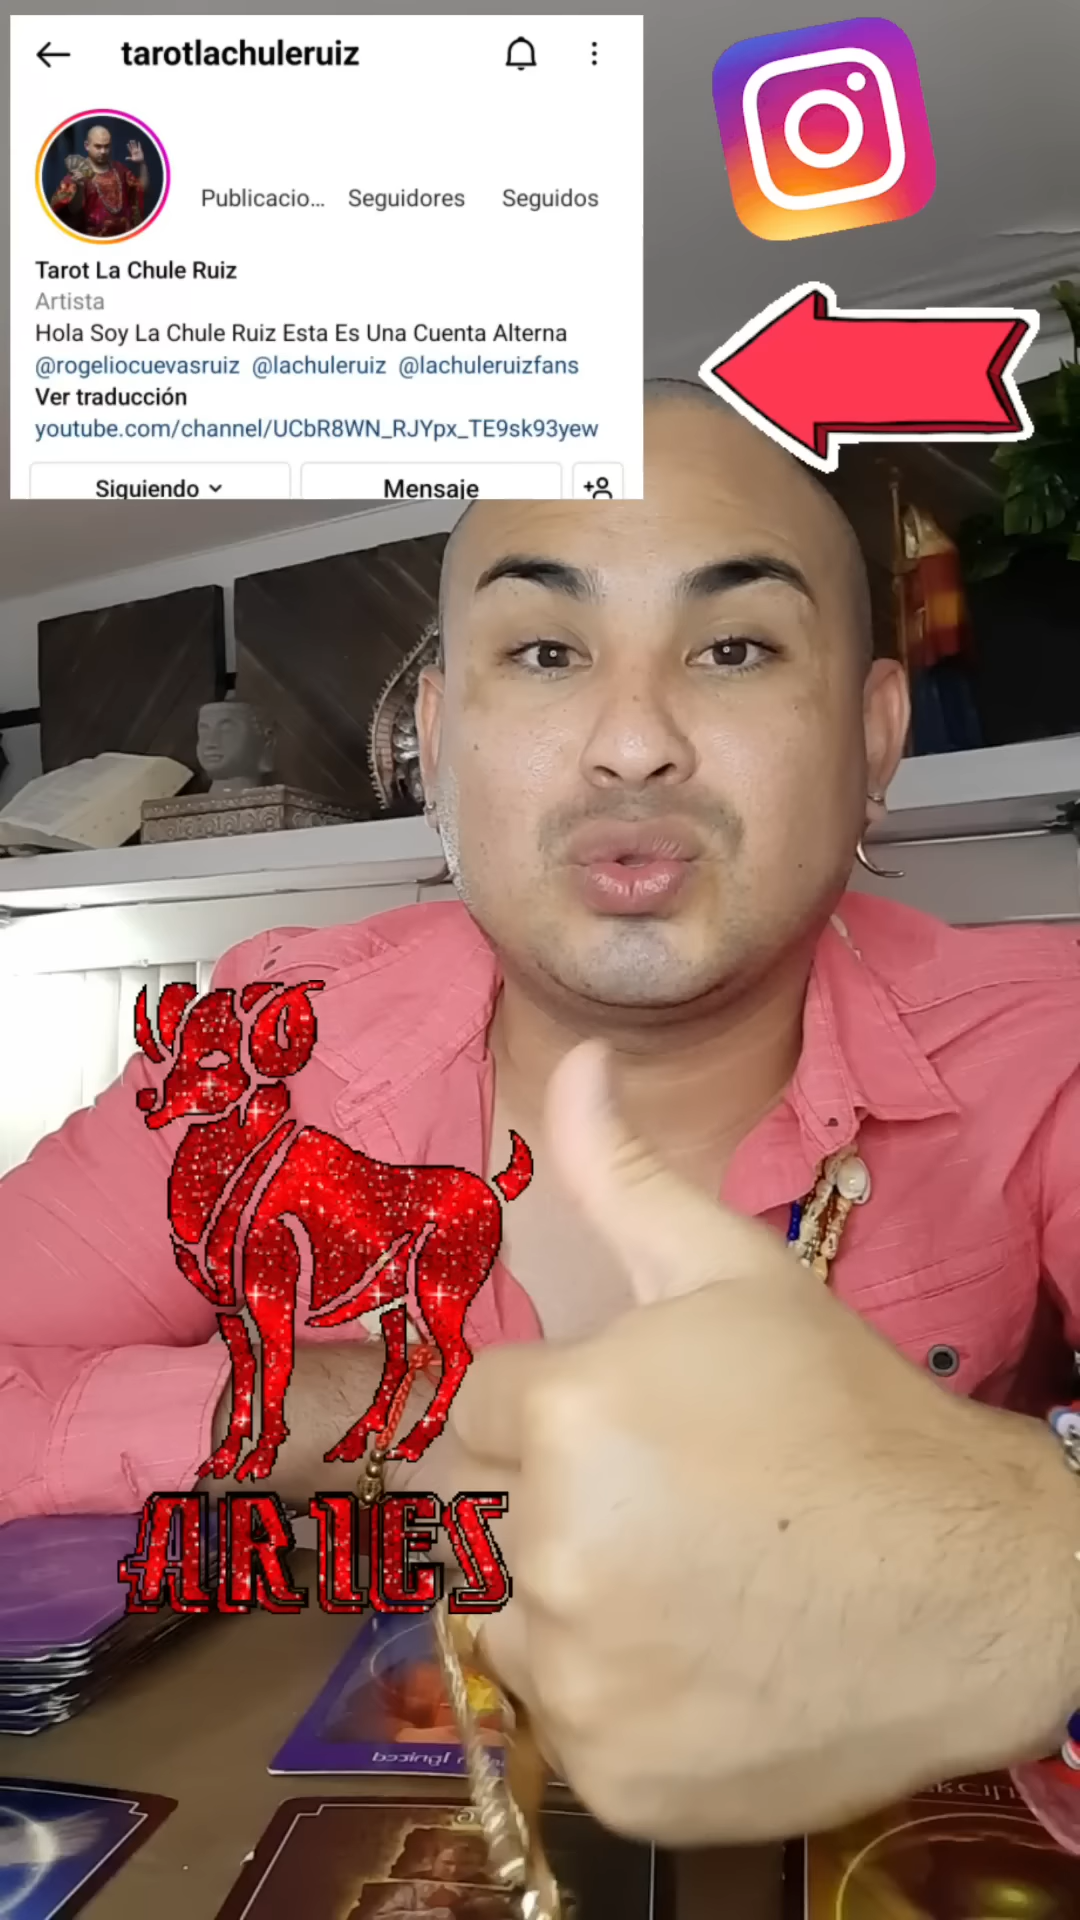 tarotlachuleruiz
Publicacio... Seguidores Seguidos
Tarot La Chule Ruiz
Artista
Hola Soy La Chule Ruiz Esta Es Una Cuenta Alterna
@rogeliocuevasruiz @lachuleruiz @lachuleruizfans
Ver traducción
youtube.com/channel/UCbR8WN_RJYpx_TE9sk93yew
Siguiendo Mensaje
ARIES